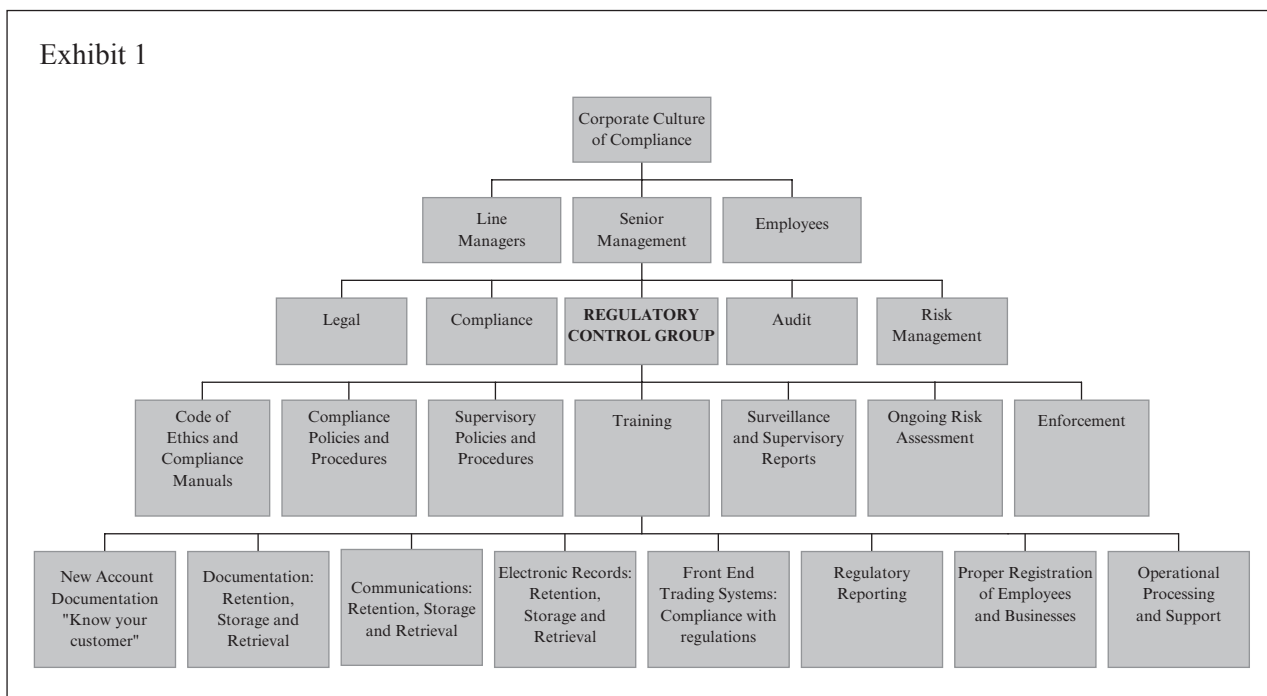 Exhibit 1
Corporate Culture
of Compliance
Line
Managers
Senior
Management
Employees
Legal
Compliance
REGULATORY
CONTROL GROUP
Audit
Risk
Management
Code of
Ethics and
Compliance
Manuals
Compliance
Policies and
Procedures
Supervisory
Policies and
Procedures
Training
Surveillance
and Supervisory
Reports
Ongoing Risk
Assessment
Enforcement
New Account
Documentation
"Know your
customer"
Documentation:
Retention,
Storage and
Retrieval
Communications:
Retention, Storage
and Retrieval
Electronic Records:
Retention,
Storage and
Retrieval
Front End
Trading Systems:
Compliance with
regulations
Regulatory
Reporting
Proper Registration
of Employees
and Businesses
Operational
Processing
and Support